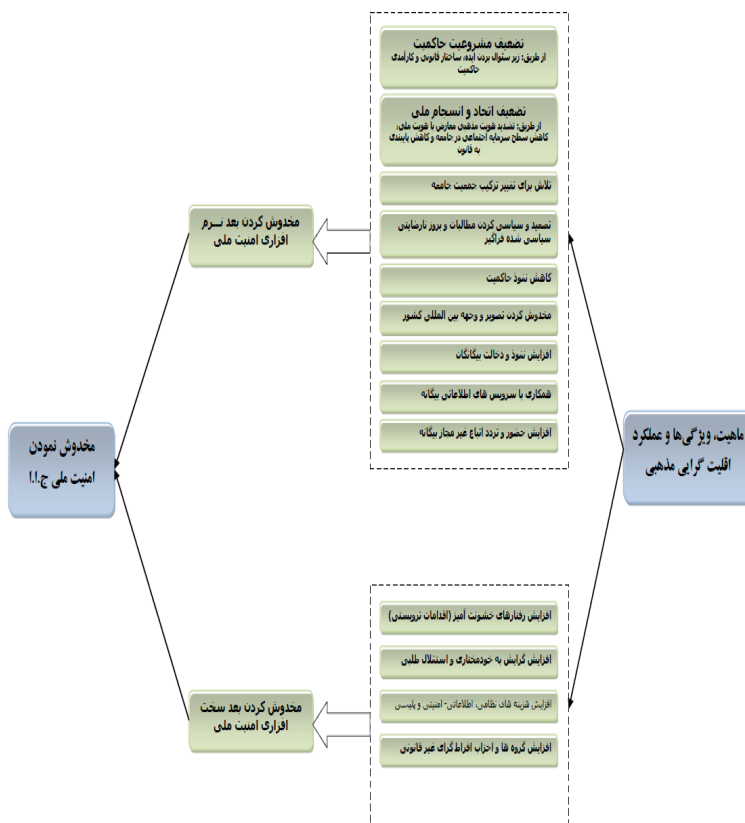 تضعیف مشروعیت حاکمیت
از طریق: زیر سئوال بردن ایده، ساختار قانونی و کارآمدی
حاکمیت
تضعیف اتحاد و انسجام ملی
از طریق: تشدید هویت مذهبی معارض با هویت ملی،
کاهش سطح سرمایه اجتماعی در جامعه و کاهش پایبندی
به قانون
تلاش برای تغییر ترکیب جمعیت جامعه
تصعید و سیاسی کردن مطالبات و بروز نارضایتی
سیاسی شده فراگیر
کاهش نفوذ حاکمیت
مخدوش کردن تصویر و وجهه بین المللی کشور
افزایش نفوذ و دخالت بیگانگان
همکاری با سرویس های اطلاعاتی بیگانه
افزایش حضور و تردد اتباع غیر مجاز بیگانه
مخدوش کردن بعد نــرم
افزاری امنیت ملی
ماهیت، ویژگی‌ها و عملکرد
اقلیت گرایی مذهبی
مخدوش نمودن
امنیت ملی ج.ا.ا
افزایش رفتارهای خشونت آمیز (اقدامات تروریستی)
افزایش گرایش به خودمختاری و استقلال طلبی
افزایش هزینه های نظامی، اطلاعاتی- امنیتی و پلیسی
افزایش گروه ها و احزاب افراط گرای غیر قانونی
مخدوش کردن بعد سخت
افزاری امنیت ملی